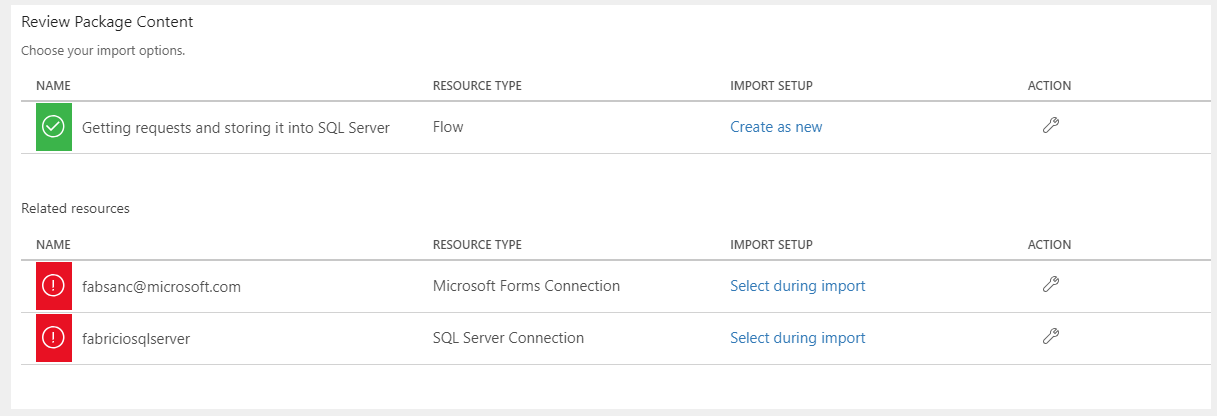 Review Package Content
Choose your import options.
NAME RESOURCE TYPE IMPORT SETUP ACTION
Getting requests and storing it into SQL Server Flow Create as new
Related resources
NAME RESOURCE TYPE IMPORT SETUP ACTION
fabsanc@microsoft.com Microsoft Forms Connection Select during import
fabriciosqlserver SQL Server Connection Select during import